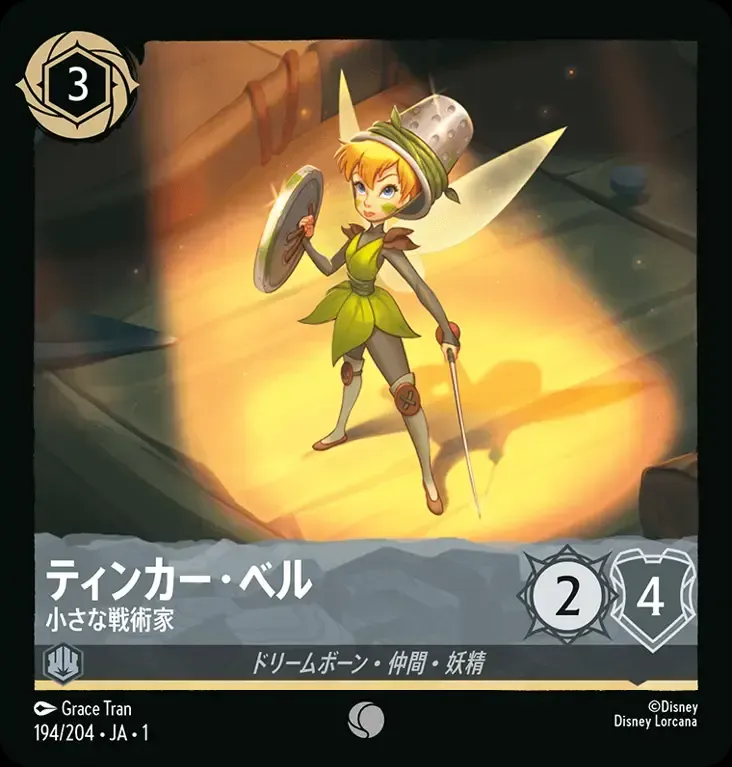 3
ティンカー・ベル
小さな戦術家
2
4
ドリームボーン・仲間・妖精
Grace Tran
194/204・JA・1
©Disney
Disney Lorcana